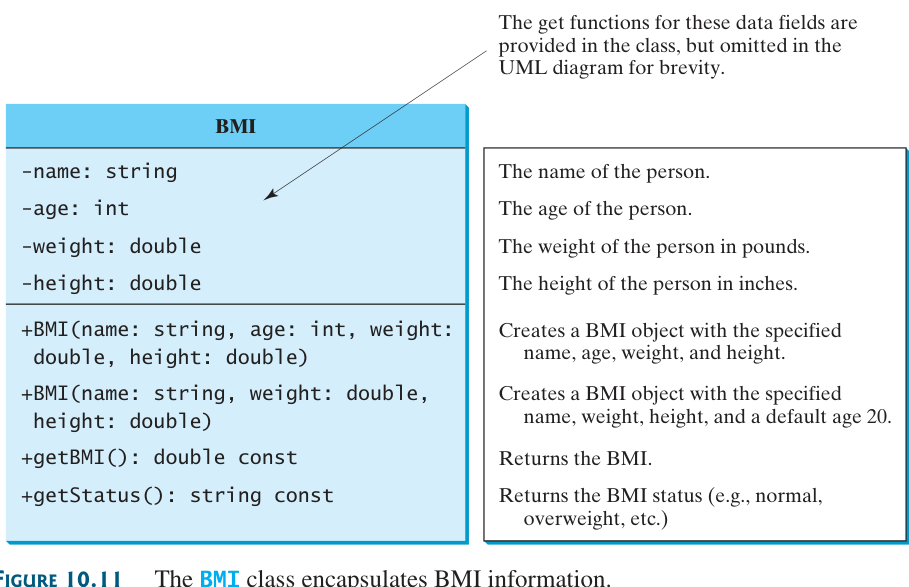 The get functions for these data fields are
provided in the class, but omitted in the
UML diagram for brevity.
BMI
-name: string
-age: int
-weight: double
-height: double
+BMI(name: string, age: int, weight:
double, height: double)
+BMI(name: string, weight: double,
height: double)
+getBMI(): double const
+getStatus(): string const
The name of the person.
The age of the person.
The weight of the person in pounds.
The height of the person in inches.
Creates a BMI object with the specified
name, age, weight, and height.
Creates a BMI object with the specified
name, weight, height, and a default age 20.
Returns the BMI.
Returns the BMI status (e.g., normal,
overweight, etc.)
FIGURE 10.11 The BMI class encapsulates BMI information.